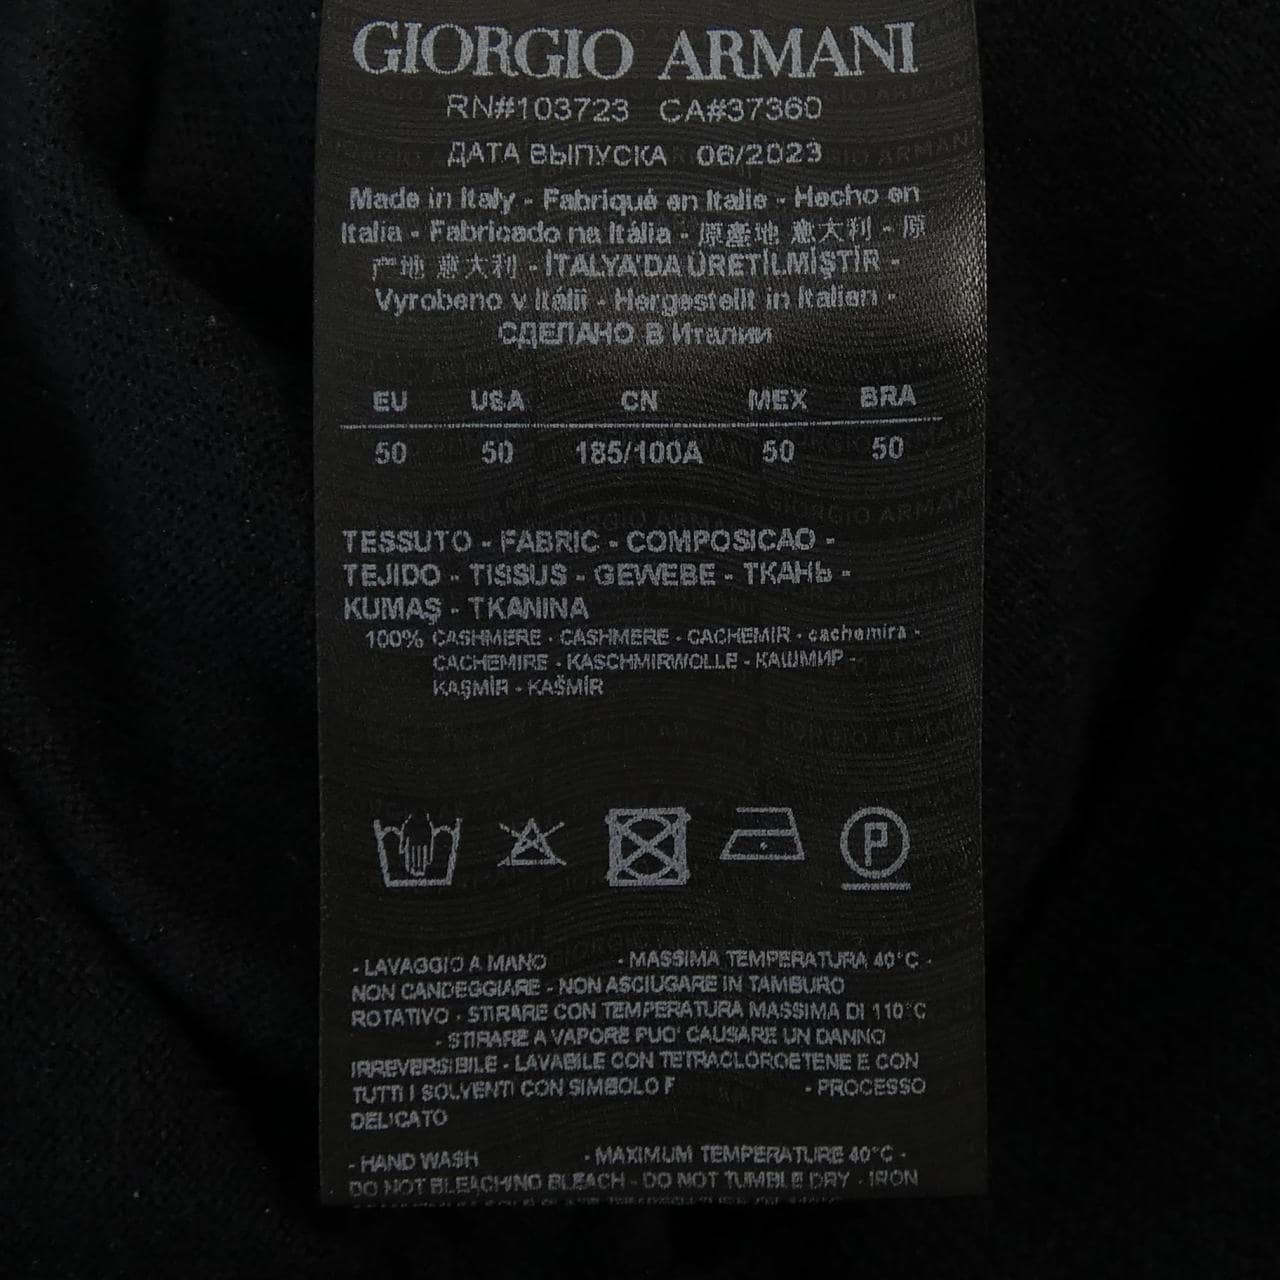 GIORGIO ARMANI
RN#103723 CA#37360
ДАТА ВЫПУСКА 06/2023
Made in Italy - Fabriqué en Italie - Hecho en
Italia - Fabricado na Itália - 原產地 意大利 - 原
产地 意大利 - İTALYA'DA ÜRETİLMİŞTİR -
Vyrobeno v Itálii - Hergestellt in Italien -
СДЕЛАНО В Италии
EU USA CN MEX BRA
50 50 185/100A 50 50
TESSUTO - FABRIC - COMPOSICAO -
TEJIDO - TISSUS - GEWEBE - ТКАНЬ -
KUMAŞ - TKANINA
100% CASHMERE - CASHMERE - CACHEMIR - cachemira -
CACHEMIRE - KASCHMIRWOLLE - КАШМИР -
KAŞMİR - KAŠMÍR
P
- LAVAGGIO A MANO - MASSIMA TEMPERATURA 40°C -
NON CANDEGGIARE - NON ASCIUGARE IN TAMBURO
ROTATIVO - STIRARE CON TEMPERATURA MASSIMA DI 110°C
- STIRARE A VAPORE PUO' CAUSARE UN DANNO
IRREVERSIBILE - LAVABILE CON TETRACLOROETENE E CON
TUTTI I SOLVENTI CON SIMBOLO F - PROCESSO
DELICATO
- HAND WASH - MAXIMUM TEMPERATURE 40°C -
DO NOT BLEACHING BLEACH - DO NOT TUMBLE DRY - IRON